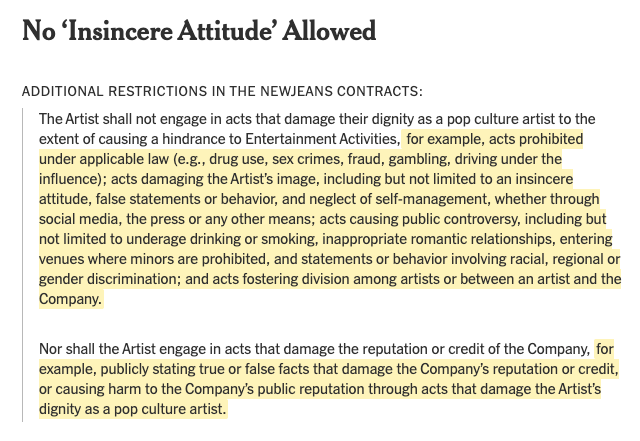 No ‘Insincere Attitude’ Allowed
ADDITIONAL RESTRICTIONS IN THE NEWJEANS CONTRACTS:
The Artist shall not engage in acts that damage their dignity as a pop culture artist to the
extent of causing a hindrance to Entertainment Activities, for example, acts prohibited
under applicable law (e.g., drug use, sex crimes, fraud, gambling, driving under the
influence); acts damaging the Artist’s image, including but not limited to an insincere
attitude, false statements or behavior, and neglect of self-management, whether through
social media, the press or any other means; acts causing public controversy, including but
not limited to underage drinking or smoking, inappropriate romantic relationships, entering
venues where minors are prohibited, and statements or behavior involving racial, regional or
gender discrimination; and acts fostering division among artists or between an artist and the
Company.
Nor shall the Artist engage in acts that damage the reputation or credit of the Company, for
example, publicly stating true or false facts that damage the Company’s reputation or credit,
or causing harm to the Company’s public reputation through acts that damage the Artist’s
dignity as a pop culture artist.